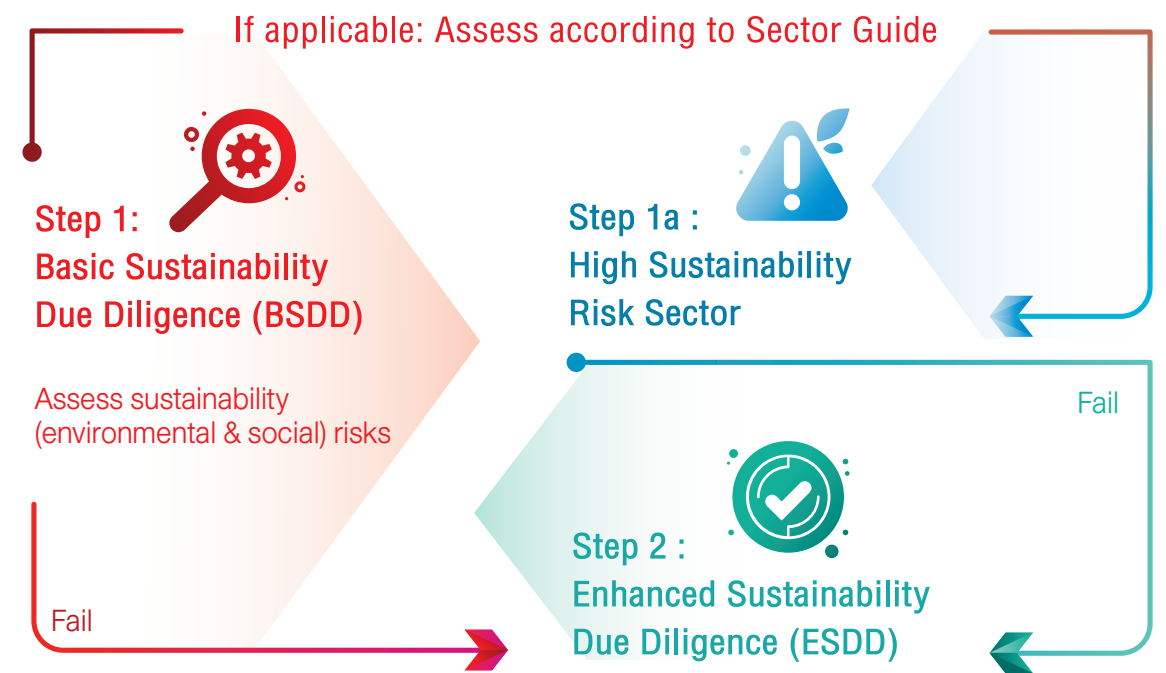 If applicable: Assess according to Sector Guide
Step 1:
Basic Sustainability
Due Diligence (BSDD)
Assess sustainability
(environmental & social) risks
Fail
Step 1a :
High Sustainability
Risk Sector
Fail
Step 2 :
Enhanced Sustainability
Due Diligence (ESDD)